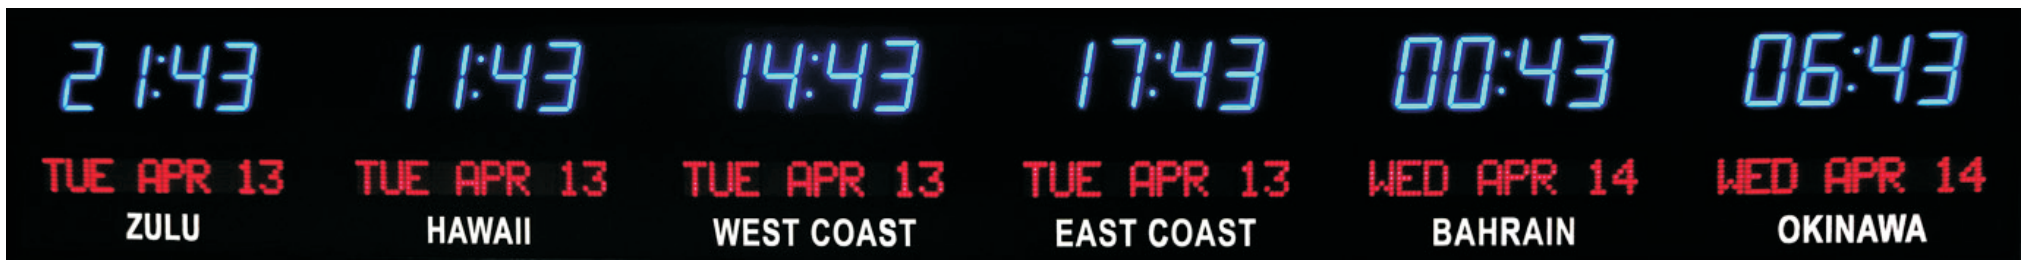 21:43 11:43 14:43 17:43 00:43 06:43
TUE APR 13 TUE APR 13 TUE APR 13 TUE APR 13 WED APR 14 WED APR 14
ZULU HAWAII WEST COAST EAST COAST BAHRAIN OKINAWA